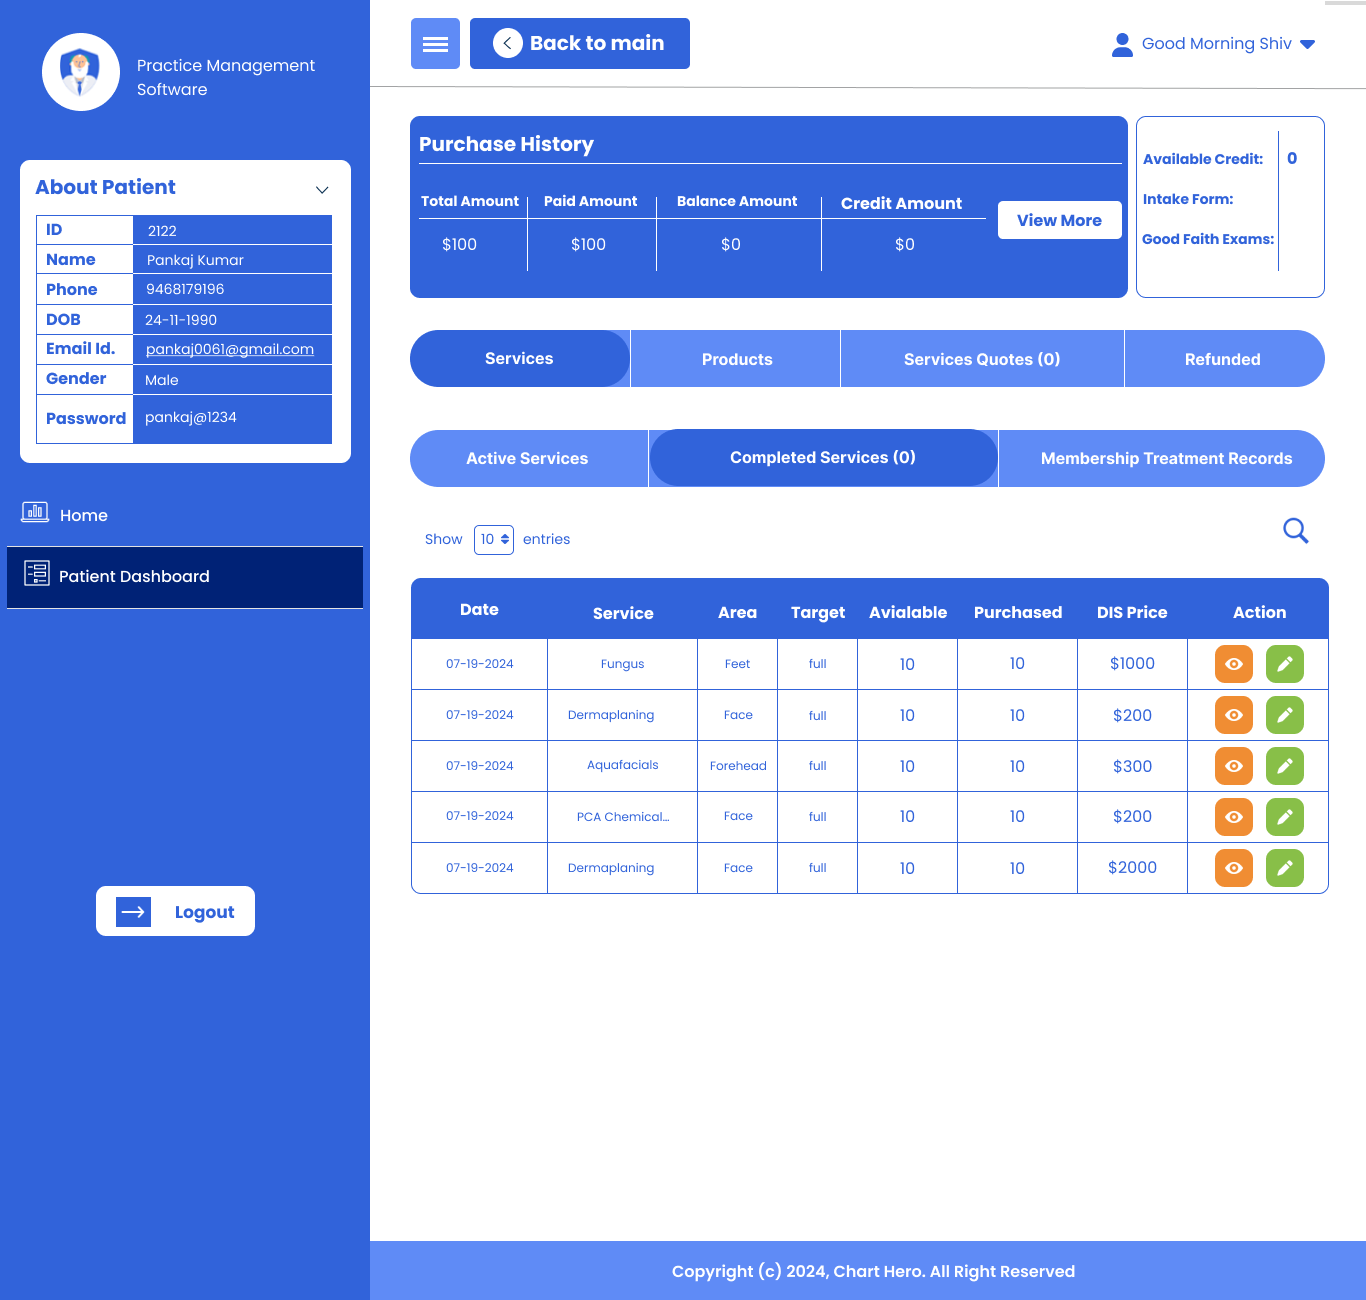 Practice Management
Software
About Patient
ID 2122
Name Pankaj Kumar
Phone 9468179196
DOB 24-11-1990
Email Id. pankaj0061@gmail.com
Gender Male
Password pankaj@1234
Home
Patient Dashboard
Logout
Back to main
Good Morning Shiv
Purchase History
Total Amount Paid Amount Balance Amount Credit Amount
$100 $100 $0 $0
View More
Available Credit: 0
Intake Form:
Good Faith Exams:
Services Products Services Quotes (0) Refunded
Active Services Completed Services (0) Membership Treatment Records
Show 10 entries
Date Service Area Target Avialable Purchased DIS Price Action
07-19-2024 Fungus Feet full 10 10 $1000
07-19-2024 Dermaplaning Face full 10 10 $200
07-19-2024 Aquafacials Forehead full 10 10 $300
07-19-2024 PCA Chemical... Face full 10 10 $200
07-19-2024 Dermaplaning Face full 10 10 $2000
Copyright (c) 2024, Chart Hero. All Right Reserved